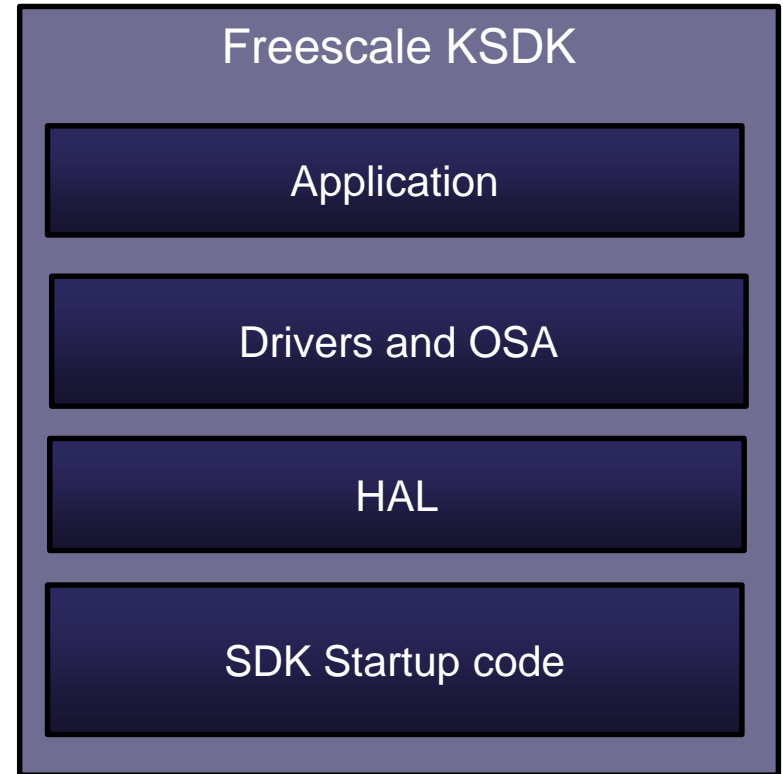 Freescale KSDK
Application
Drivers and OSA
HAL
SDK Startup code